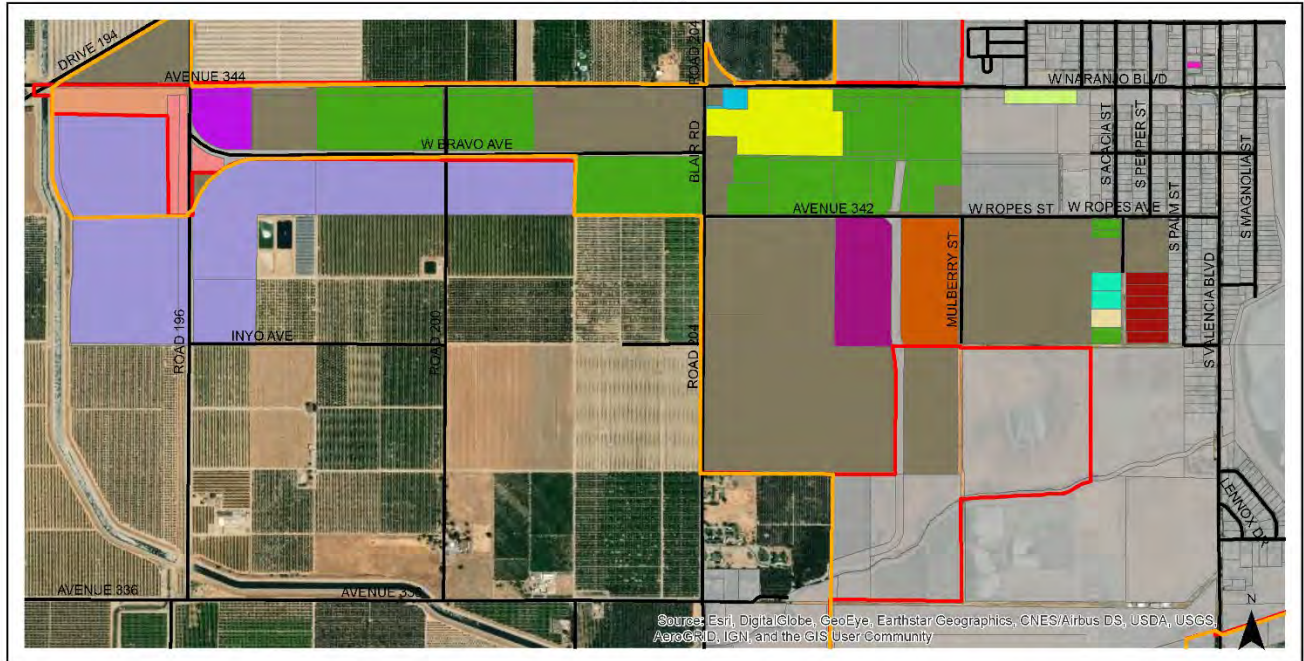 DRIVE 194
AVENUE 344
ROAD 204
W NARANJO BLVD
W BRAVO AVE
BLAIR RD
S ACACIA ST
S PEPPER ST
S PALM ST
S MAGNOLIA ST
AVENUE 342
W ROPES ST
W ROPES AVE
MULBERRY ST
S VALENCIA BLVD
ROAD 196
INYO AVE
ROAD 200
ROAD 204
LENNOX DR
AVENUE 336
N
Source: Esri, DigitalGlobe, GeoEye, Earthstar Geographics, CNES/Airbus DS, USDA, USGS,
AeroGRID, IGN, and the GIS User Community